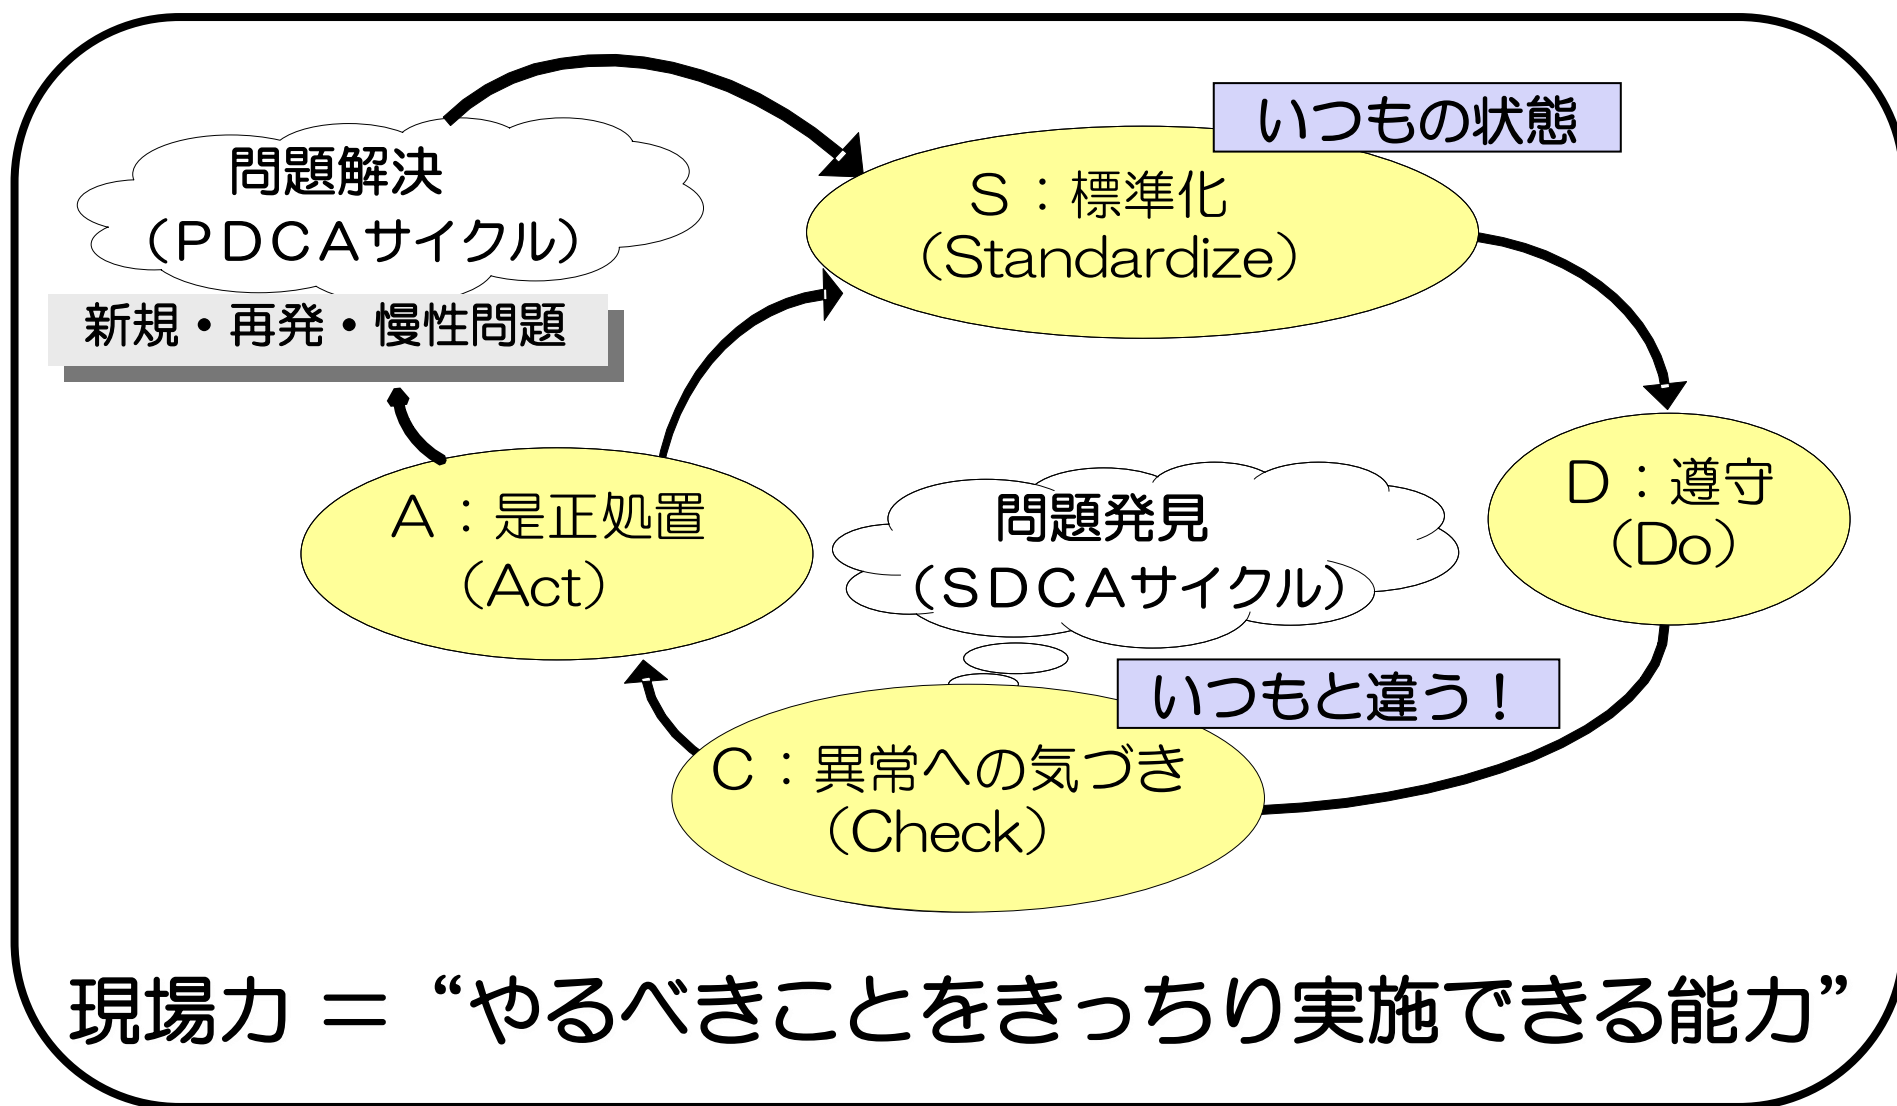 いつもの状態
問題解決
（ＰＤＣＡサイクル）
新規・再発・慢性問題
Ｓ：標準化
（Standardize）
Ｄ：遵守
（Do）
Ａ：是正処置
（Act）
問題発見
（ＳＤＣＡサイクル）
いつもと違う！
Ｃ：異常への気づき
（Check）
現場力 ＝ “やるべきことをきっちり実施できる能力”